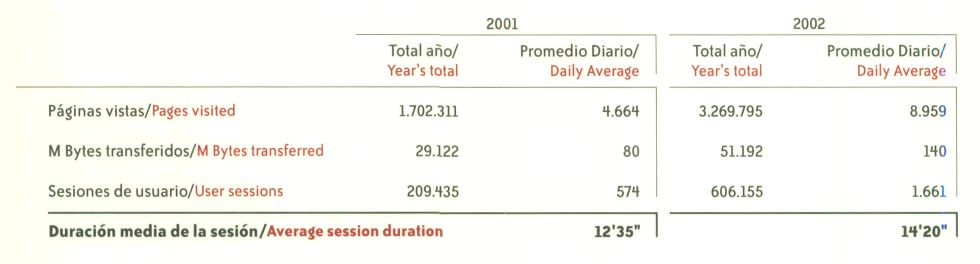 2001 2002
Total año/ Promedio Diario/ Total año/ Promedio Diario/
Year's total Daily Average Year's total Daily Average
Páginas vistas/Pages visited 1.702.311 4.664 3.269.795 8.959
M Bytes transferidos/M Bytes transferred 29.122 80 51.192 140
Sesiones de usuario/User sessions 209.435 574 606.155 1.661
Duración media de la sesión/Average session duration 12'35" 14'20"